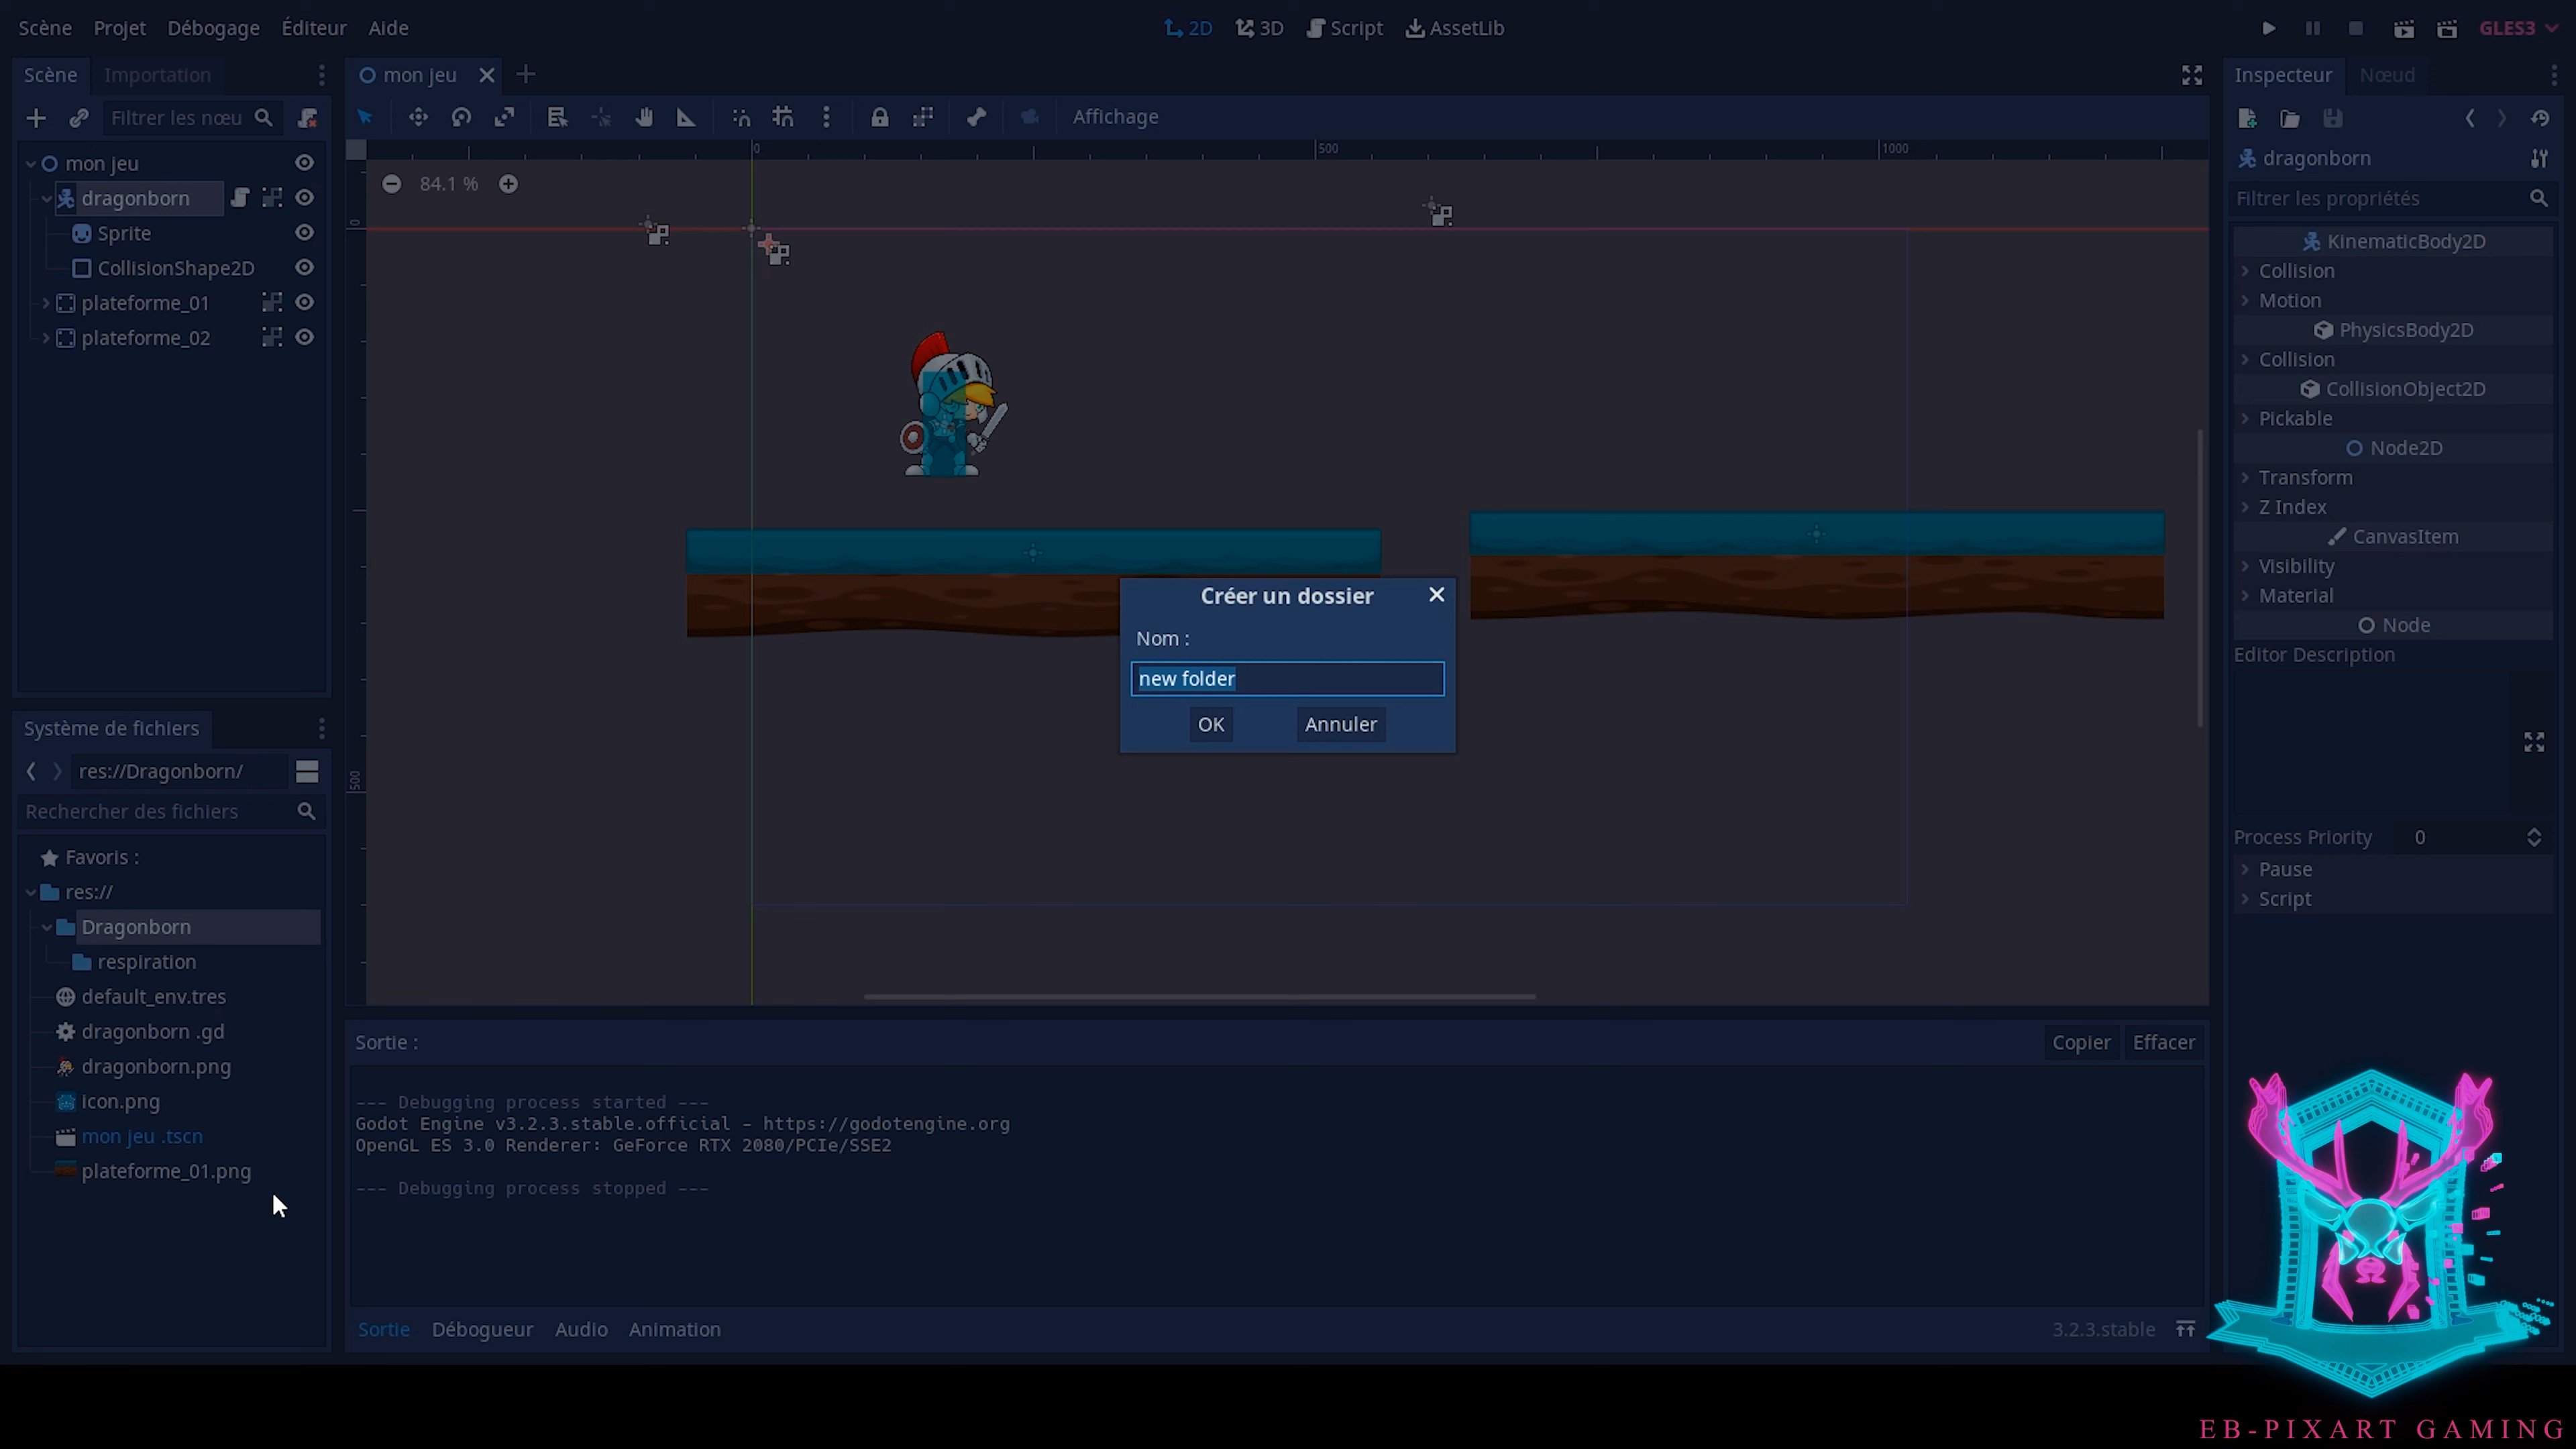 Scène Projet Débogage Éditeur Aide
2D 3D Script AssetLib
GLES3
Scène Importation
mon jeu
Inspecteur Nœud
Filtrer les nœu
Affichage
mon jeu
dragonborn
Sprite
CollisionShape2D
plateforme_01
plateforme_02
0 500 1000
84.1 %
0
500
dragonborn
Filtrer les propriétés
KinematicBody2D
Collision
Motion
PhysicsBody2D
Collision
CollisionObject2D
Pickable
Node2D
Transform
Z Index
CanvasItem
Visibility
Material
Node
Editor Description
Process Priority 0
Pause
Script
Créer un dossier
Nom :
new folder
OK Annuler
Système de fichiers
res://Dragonborn/
Rechercher des fichiers
Favoris :
res://
Dragonborn
respiration
default_env.tres
dragonborn .gd
dragonborn.png
icon.png
mon jeu .tscn
plateforme_01.png
Sortie :
Copier Effacer
--- Debugging process started ---
Godot Engine v3.2.3.stable.official - https://godotengine.org
OpenGL ES 3.0 Renderer: GeForce RTX 2080/PCIe/SSE2
--- Debugging process stopped ---
Sortie Débogueur Audio Animation
3.2.3.stable
EB-PIXART GAMING